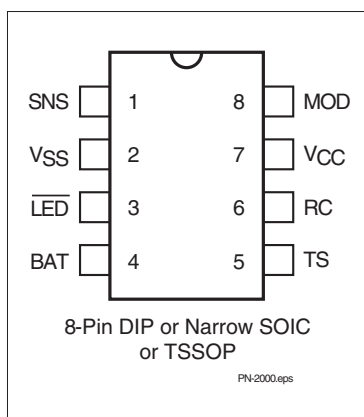 SNS 1 8 MOD
VSS 2 7 VCC
LED 3 6 RC
BAT 4 5 TS
8-Pin DIP or Narrow SOIC
or TSSOP
PN-2000.eps